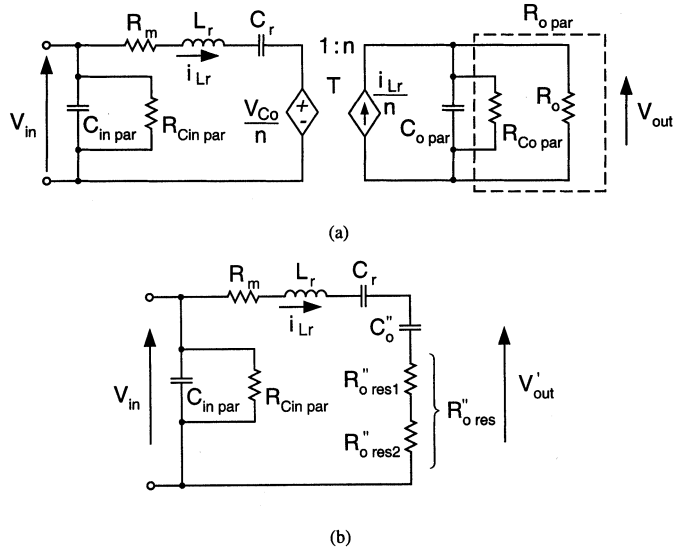 R_m L_r C_r 1:n R_o par
i_Lr T i_Lr/n
V_in C_in par R_Cin par V_Co/n + - C_o par R_Co par R_o V_out
(a)
R_m L_r C_r
i_Lr C_o''
V_in C_in par R_Cin par R''_o res1 R''_o res2 R''_o res V'_out
(b)